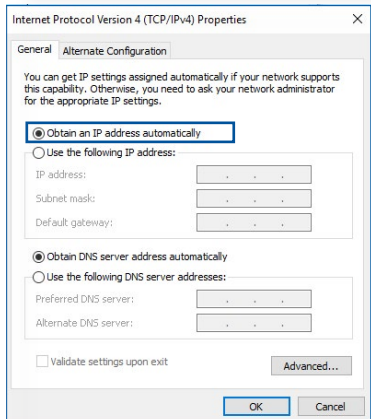 Internet Protocol Version 4 (TCP/IPv4) Properties
General
Alternate Configuration
You can get IP settings assigned automatically if your network supports
this capability. Otherwise, you need to ask your network administrator
for the appropriate IP settings.
Obtain an IP address automatically
Use the following IP address:
IP address:
Subnet mask:
Default gateway:
Obtain DNS server address automatically
Use the following DNS server addresses:
Preferred DNS server:
Alternate DNS server:
Validate settings upon exit
Advanced...
OK
Cancel